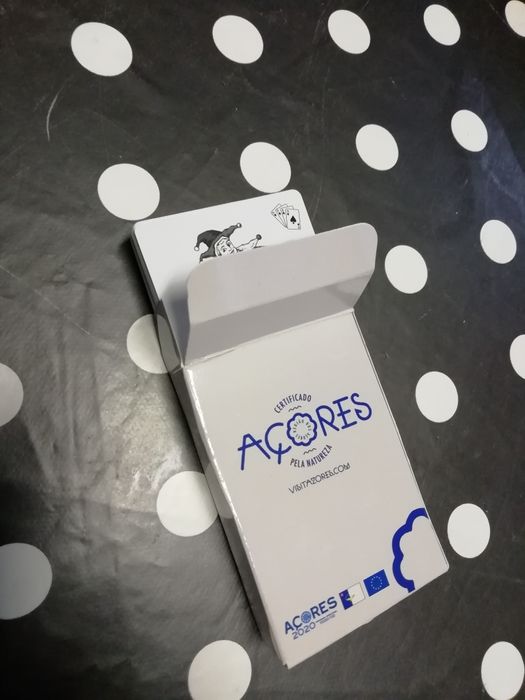 CERTIFICADO
AÇORES
PELA NATUREZA
VISITAZORES.COM
AÇORES
2020